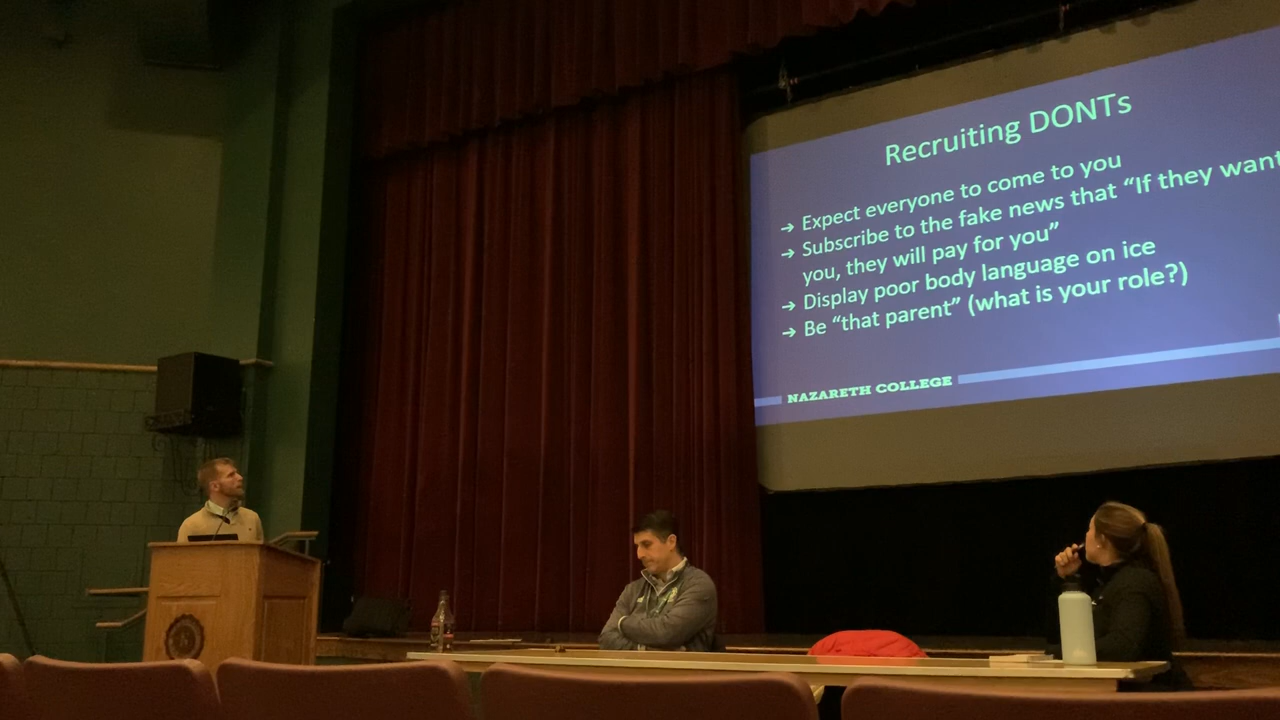 Recruiting DONTs
→ Expect everyone to come to you
→ Subscribe to the fake news that “If they want
you, they will pay for you”
→ Display poor body language on ice
→ Be “that parent” (what is your role?)
NAZARETH COLLEGE